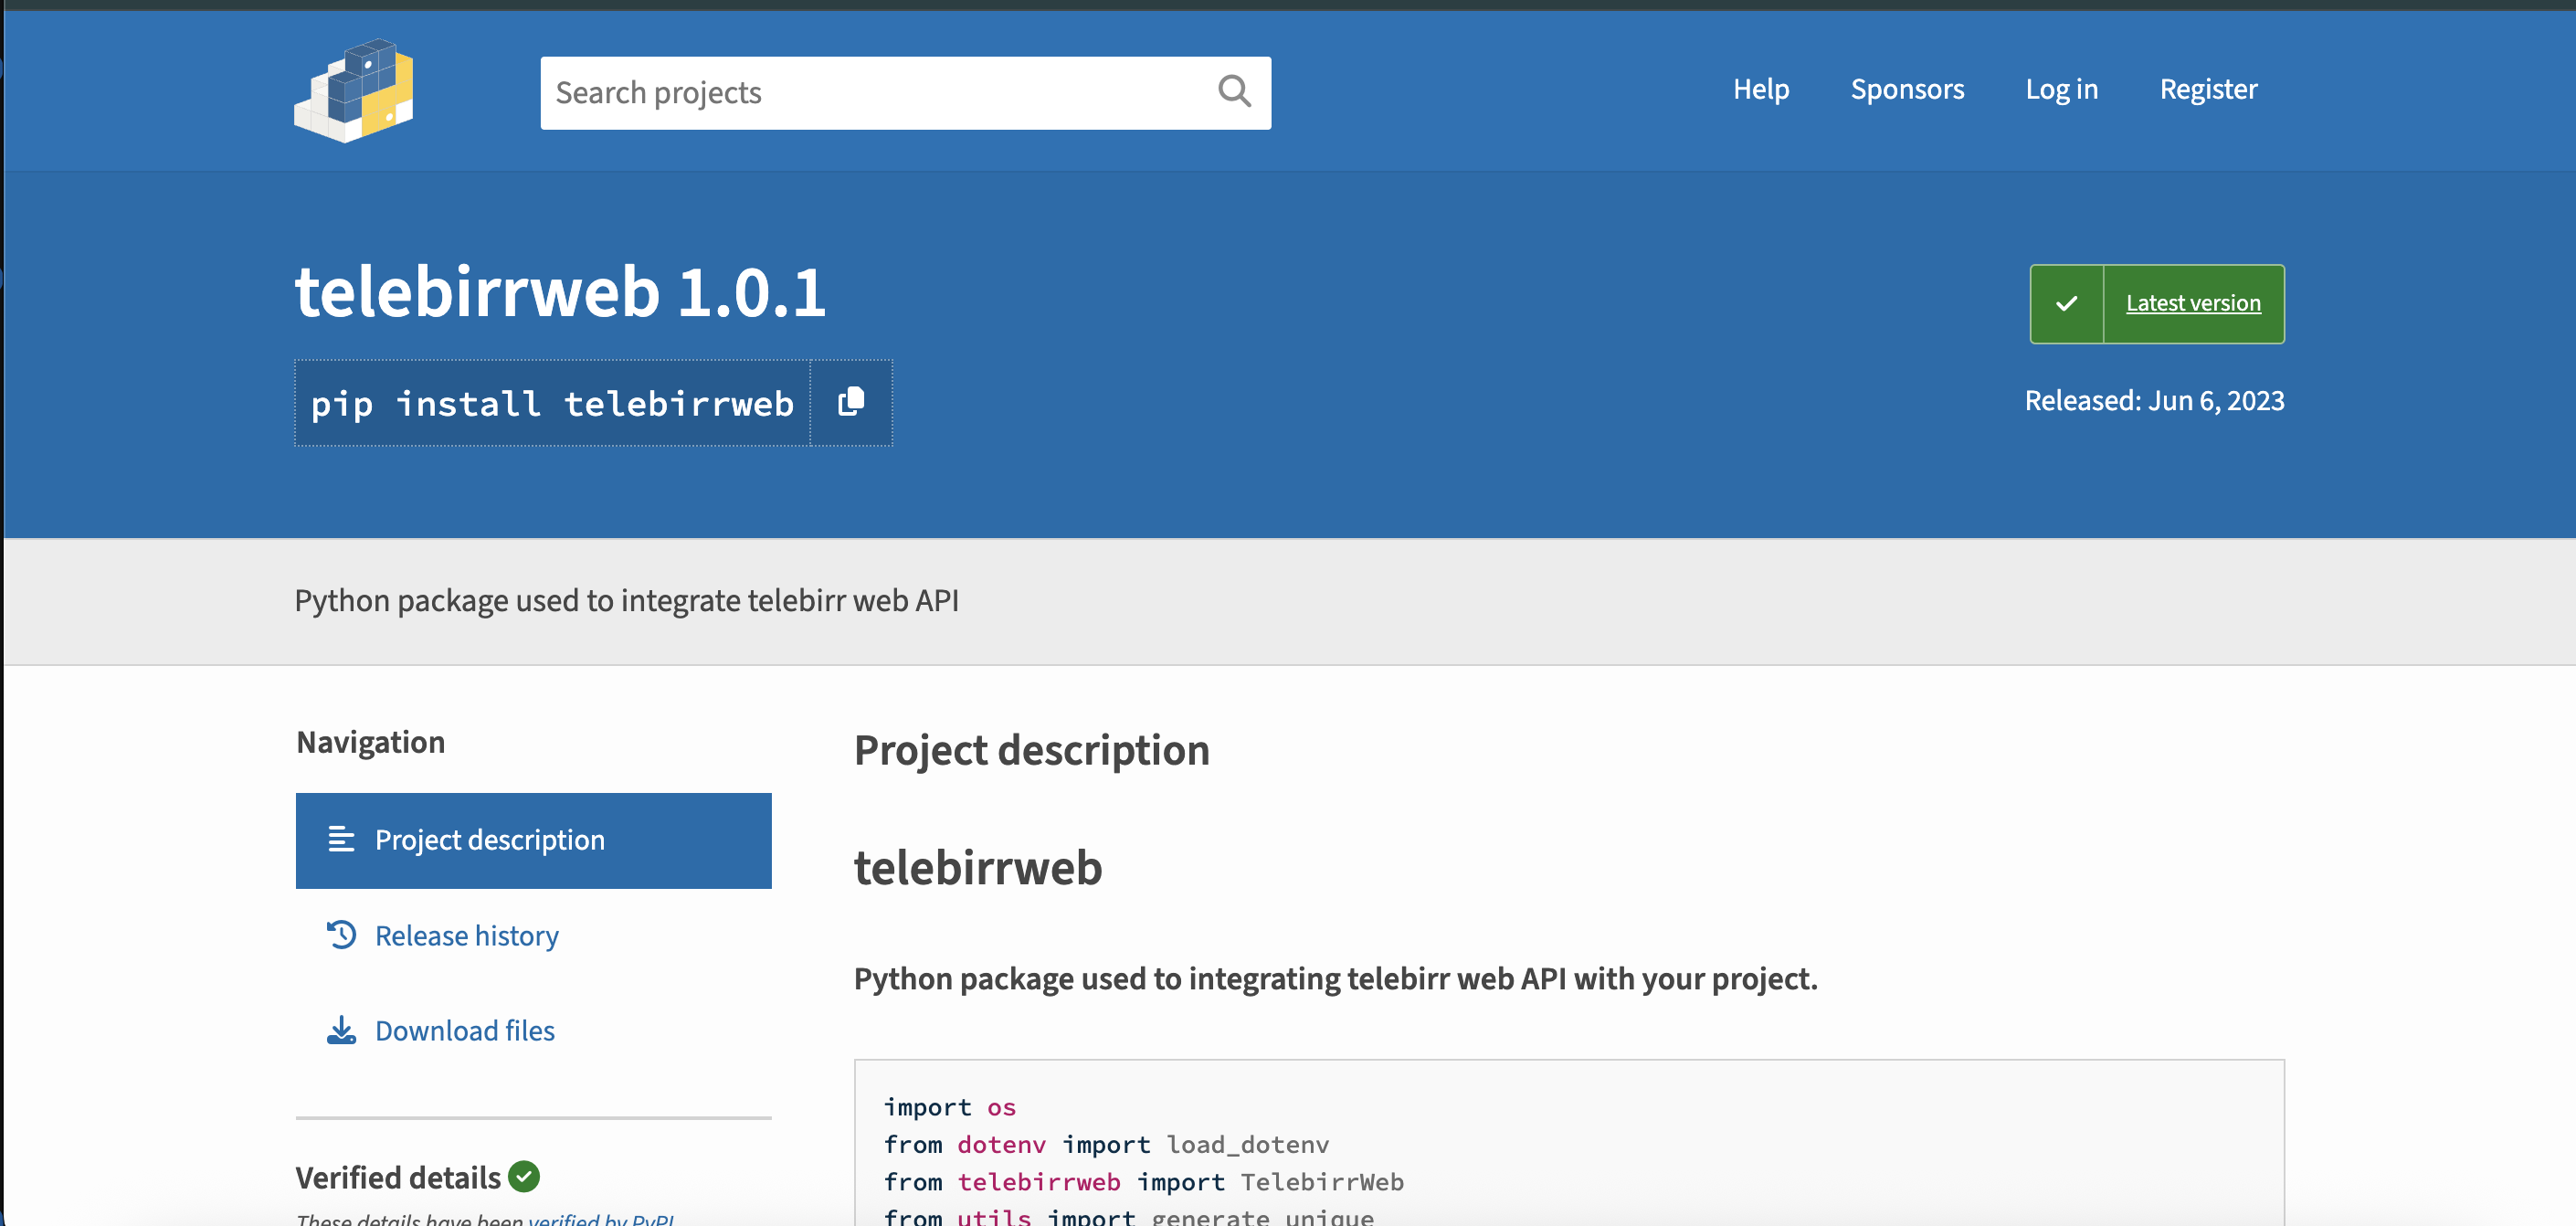 Search projects
Help
Sponsors
Log in
Register
telebirrweb 1.0.1
pip install telebirrweb
Latest version
Released: Jun 6, 2023
Python package used to integrate telebirr web API
Navigation
Project description
Release history
Download files
Verified details
These details have been verified by PyPI
Project description
telebirrweb
Python package used to integrating telebirr web API with your project.
import os
from dotenv import load_dotenv
from telebirrweb import TelebirrWeb
from utils import generate_unique